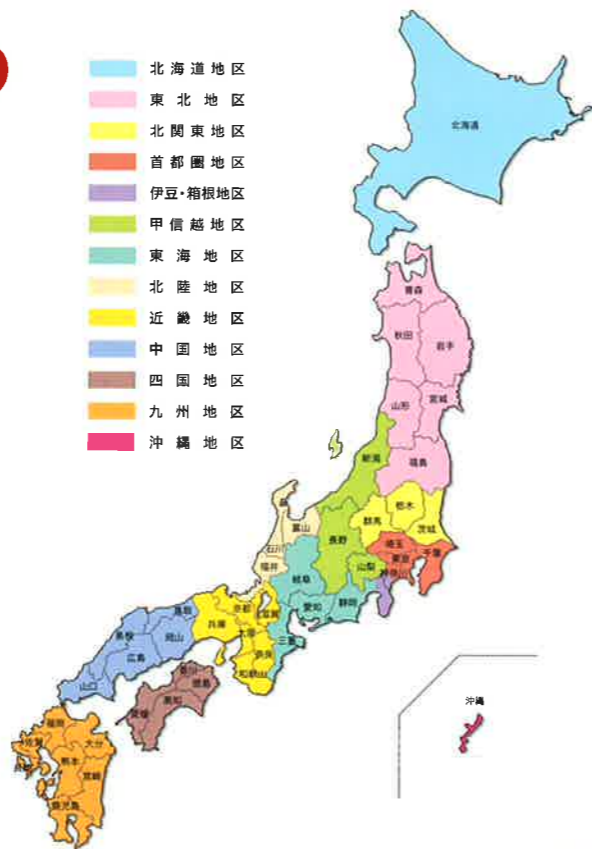 北海道地区
東北地区
北関東地区
首都圏地区
伊豆・箱根地区
甲信越地区
東海地区
北陸地区
近畿地区
中国地区
四国地区
九州地区
沖縄地区
北海道
青森
秋田
岩手
山形
宮城
新潟
福島
群馬
栃木
茨城
富山
石川
福井
長野
埼玉
東京
千葉
神奈川
山梨
岐阜
愛知
静岡
三重
京都
滋賀
兵庫
大阪
奈良
和歌山
鳥取
島根
岡山
広島
山口
香川
徳島
高知
愛媛
福岡
佐賀
長崎
大分
熊本
宮崎
鹿児島
沖縄